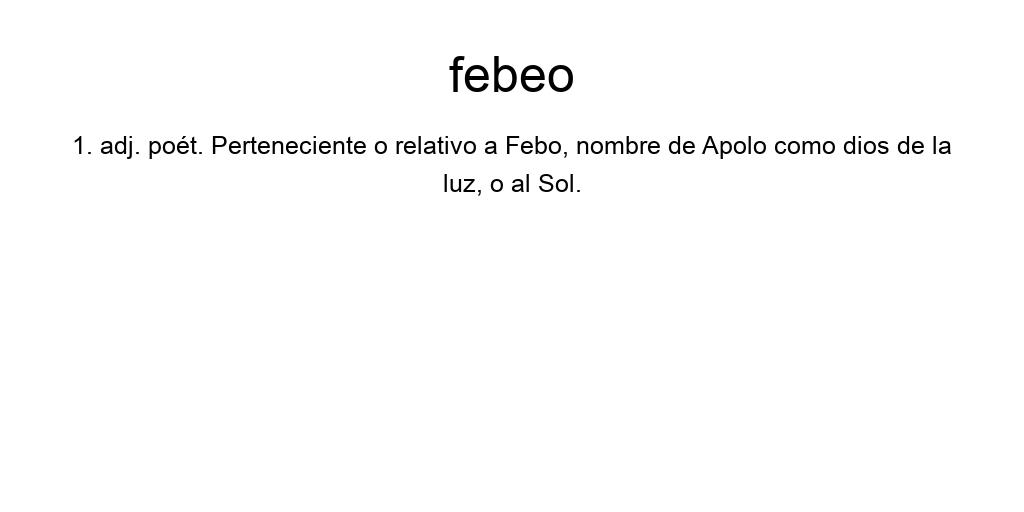 febeo
1. adj. poét. Perteneciente o relativo a Febo, nombre de Apolo como dios de la
luz, o al Sol.